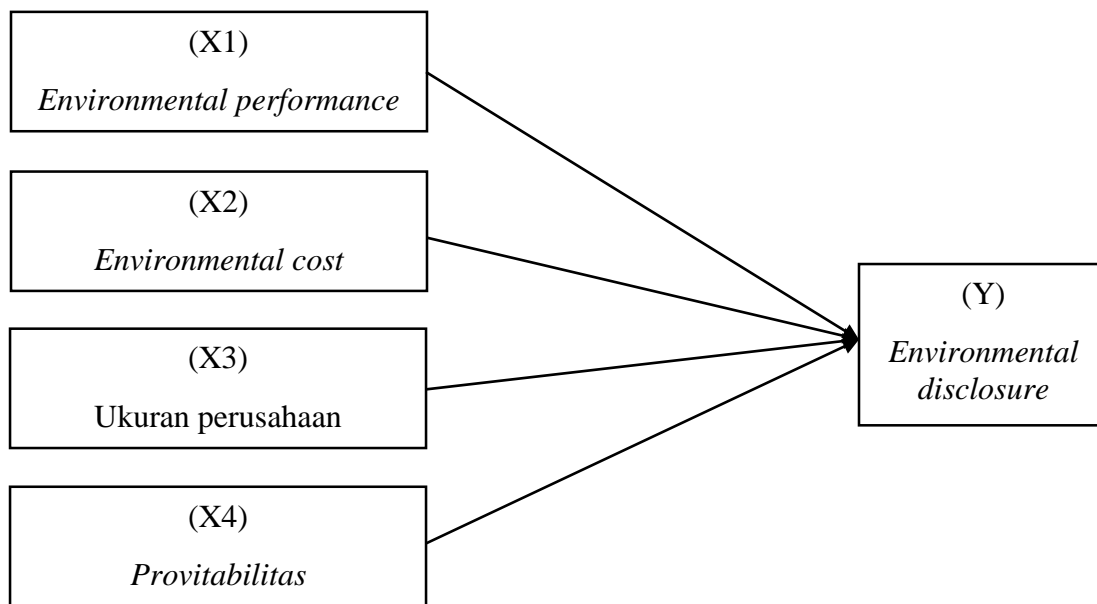 (X1)
Environmental performance
(X2)
Environmental cost
(X3)
Ukuran perusahaan
(X4)
Provitabilitas
(Y)
Environmental
disclosure